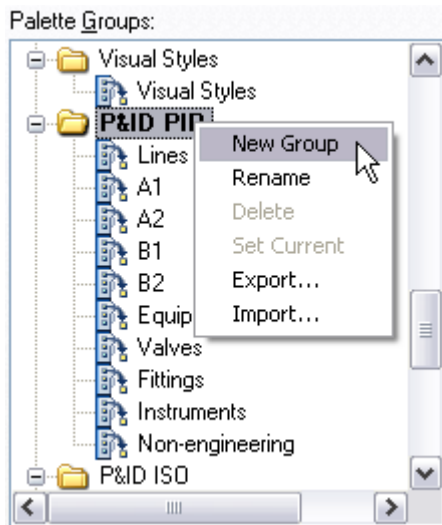 Palette Groups:
Visual Styles
Visual Styles
P&ID PIP
Lines
A1
A2
B1
B2
Equip
Valves
Fittings
Instruments
Non-engineering
P&ID ISO
New Group
Rename
Delete
Set Current
Export...
Import...